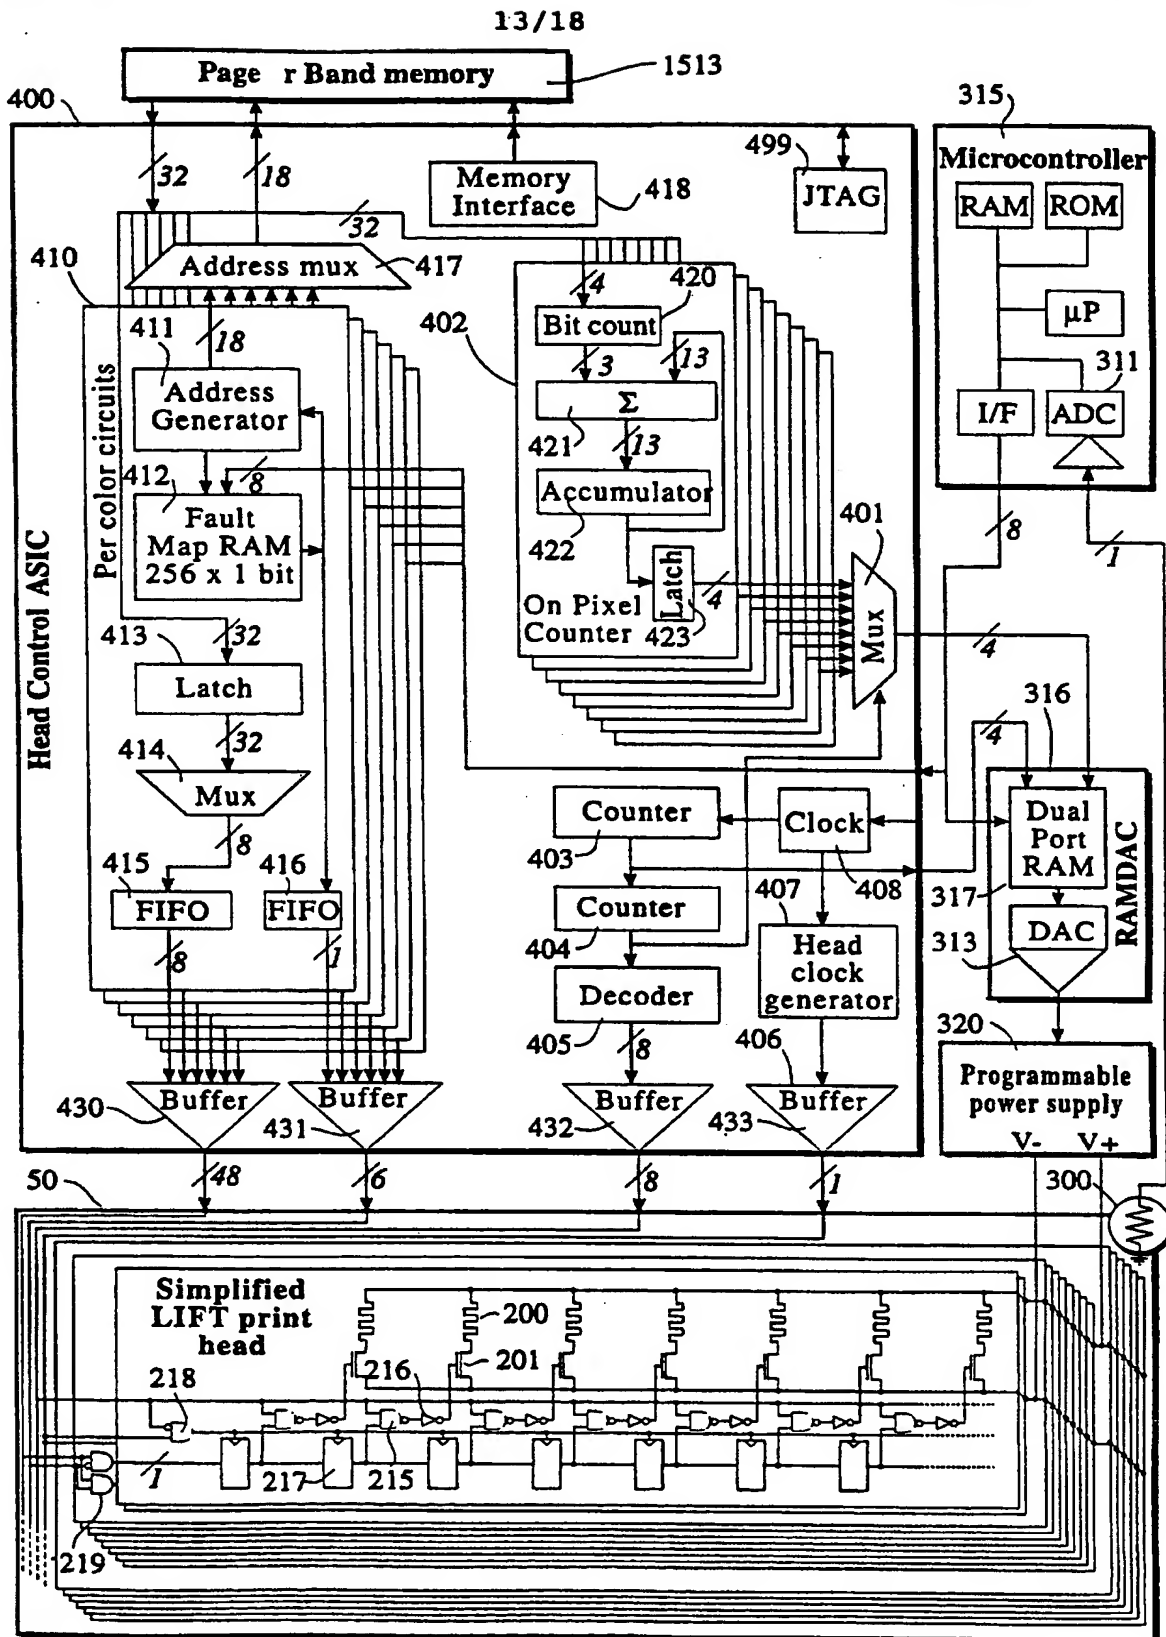 13/18
Page r Band memory
1513
400
315
32
18
Memory
Interface
418
499
JTAG
Microcontroller
RAM
ROM
µP
311
I/F
ADC
8
1
32
410
Address mux
417
411
18
Per color circuits
Address
Generator
412
8
Fault
Map RAM
256 x 1 bit
413
32
Latch
414
32
Mux
8
415
416
FIFO
FIFO
8
1
Head Control ASIC
402
4
420
Bit count
3
13
Σ
421
13
Accumulator
422
Latch
4
423
On Pixel
Counter
401
Mux
4
316
4
Counter
403
Clock
408
Counter
404
407
Head
clock
generator
Decoder
405
8
406
Dual
Port
RAM
317
DAC
313
RAMDAC
320
Programmable
power supply
V-
V+
Buffer
430
Buffer
431
Buffer
432
Buffer
433
48
6
8
1
50
300
Simplified
LIFT print
head
200
201
216
218
1
217
215
219